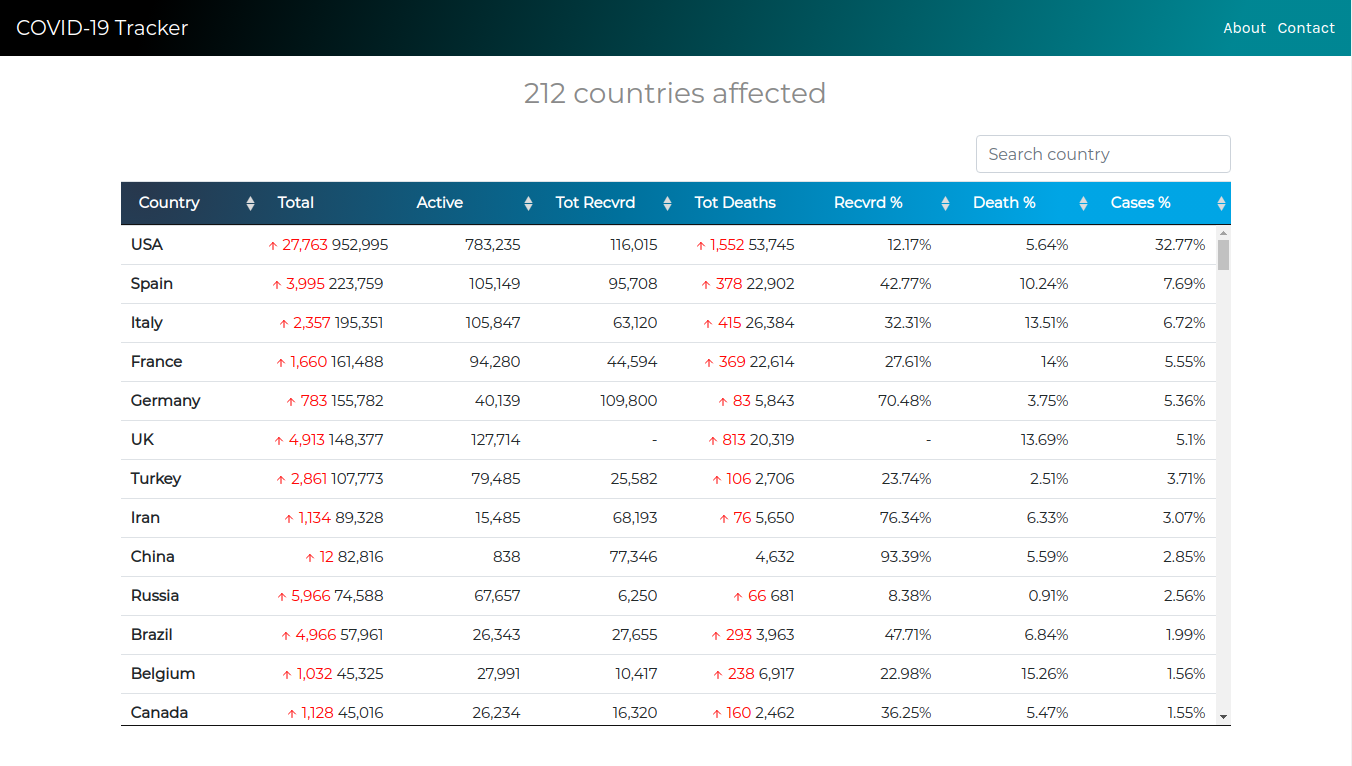 COVID-19 Tracker About Contact
212 countries affected
Search country
Country Total Active Tot Recvrd Tot Deaths Recvrd % Death % Cases %
USA ↑ 27,763 952,995 783,235 116,015 ↑ 1,552 53,745 12.17% 5.64% 32.77%
Spain ↑ 3,995 223,759 105,149 95,708 ↑ 378 22,902 42.77% 10.24% 7.69%
Italy ↑ 2,357 195,351 105,847 63,120 ↑ 415 26,384 32.31% 13.51% 6.72%
France ↑ 1,660 161,488 94,280 44,594 ↑ 369 22,614 27.61% 14% 5.55%
Germany ↑ 783 155,782 40,139 109,800 ↑ 83 5,843 70.48% 3.75% 5.36%
UK ↑ 4,913 148,377 127,714 - ↑ 813 20,319 - 13.69% 5.1%
Turkey ↑ 2,861 107,773 79,485 25,582 ↑ 106 2,706 23.74% 2.51% 3.71%
Iran ↑ 1,134 89,328 15,485 68,193 ↑ 76 5,650 76.34% 6.33% 3.07%
China ↑ 12 82,816 838 77,346 4,632 93.39% 5.59% 2.85%
Russia ↑ 5,966 74,588 67,657 6,250 ↑ 66 681 8.38% 0.91% 2.56%
Brazil ↑ 4,966 57,961 26,343 27,655 ↑ 293 3,963 47.71% 6.84% 1.99%
Belgium ↑ 1,032 45,325 27,991 10,417 ↑ 238 6,917 22.98% 15.26% 1.56%
Canada ↑ 1,128 45,016 26,234 16,320 ↑ 160 2,462 36.25% 5.47% 1.55%